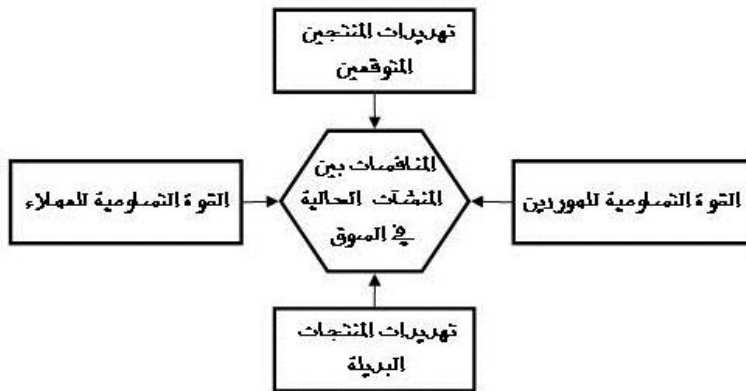 تهديدات المنتجين
المتوقعين
المنافسات بين
المنشآت الحالية
في السوق
القوة التساومية للموردين
القوة التساومية للعملاء
تهديدات المنتجات
البديلة